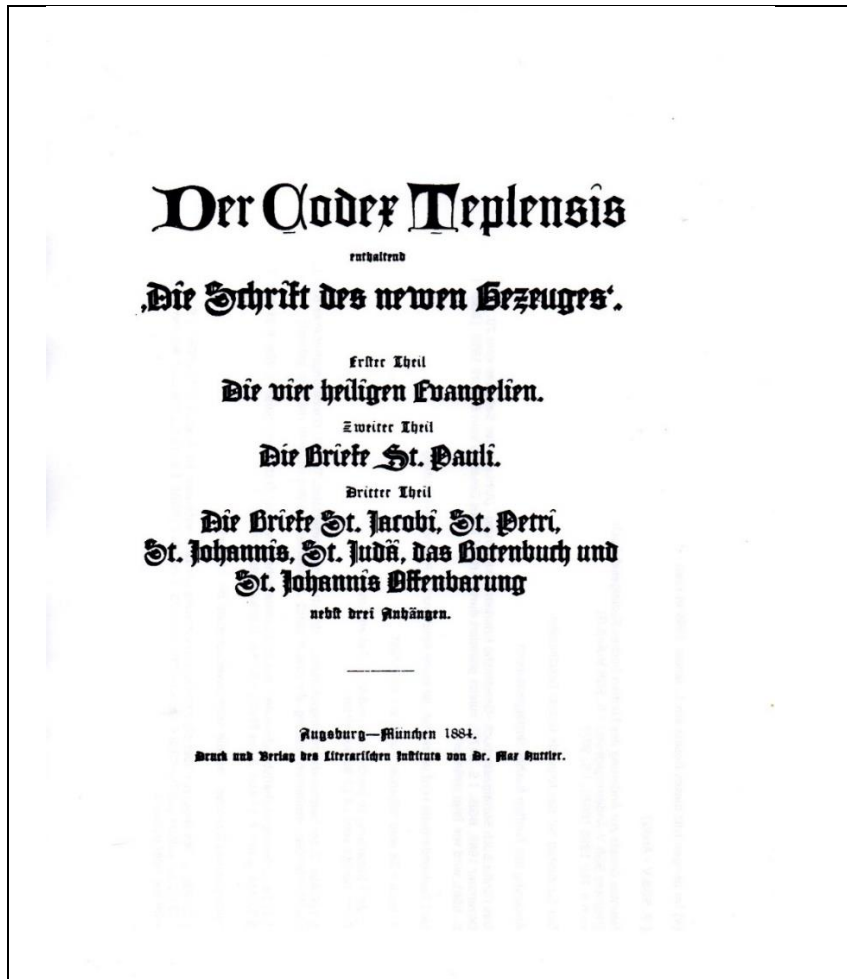 Der Codex Teplensis
enthaltend
‚Die Schrift des newen Gezeuges‘.
Erster Theil
Die vier heiligen Evangelien.
Zweiter Theil
Die Briefe St. Pauli.
Dritter Theil
Die Briefe St. Jacobi, St. Petri,
St. Johannis, St. Judä, das Botenbuch und
St. Johannis Offenbarung
nebst drei Anhängen.
Augsburg—München 1884.
Druck und Verlag des Literarischen Instituts von Dr. Max Huttler.